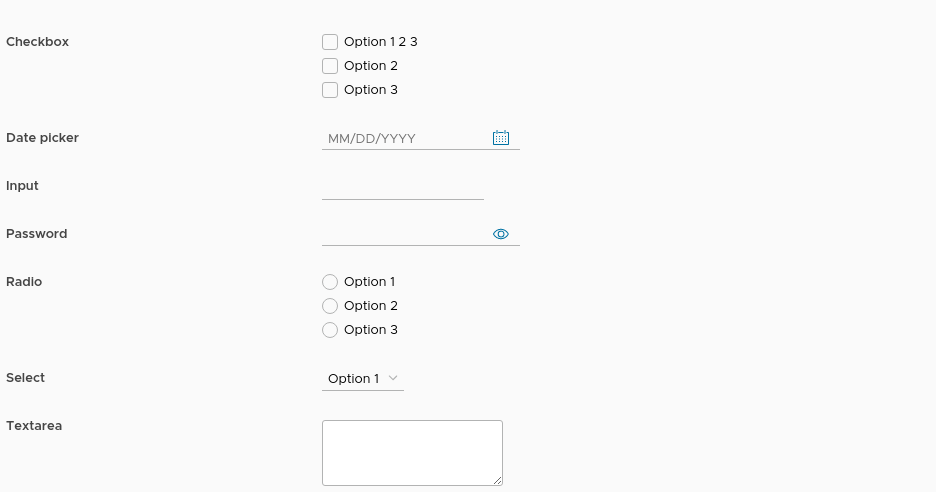 Checkbox
Option 1 2 3
Option 2
Option 3
Date picker
MM/DD/YYYY
Input
Password
Radio
Option 1
Option 2
Option 3
Select
Option 1
Textarea